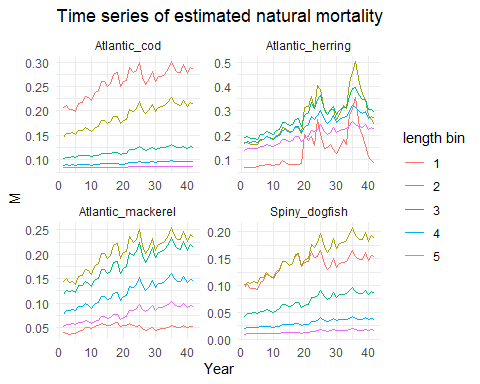 Time series of estimated natural mortality
Atlantic_cod
Atlantic_herring
0.30
0.25
0.20
0.15
0.10
0 10 20 30 40
0.5
0.4
0.3
0.2
0.1
0 10 20 30 40
Atlantic_mackerel
Spiny_dogfish
0.25
0.20
0.15
0.10
0.05
0 10 20 30 40
0.20
0.15
0.10
0.05
0.00
0 10 20 30 40
M
Year
length bin
1
2
3
4
5